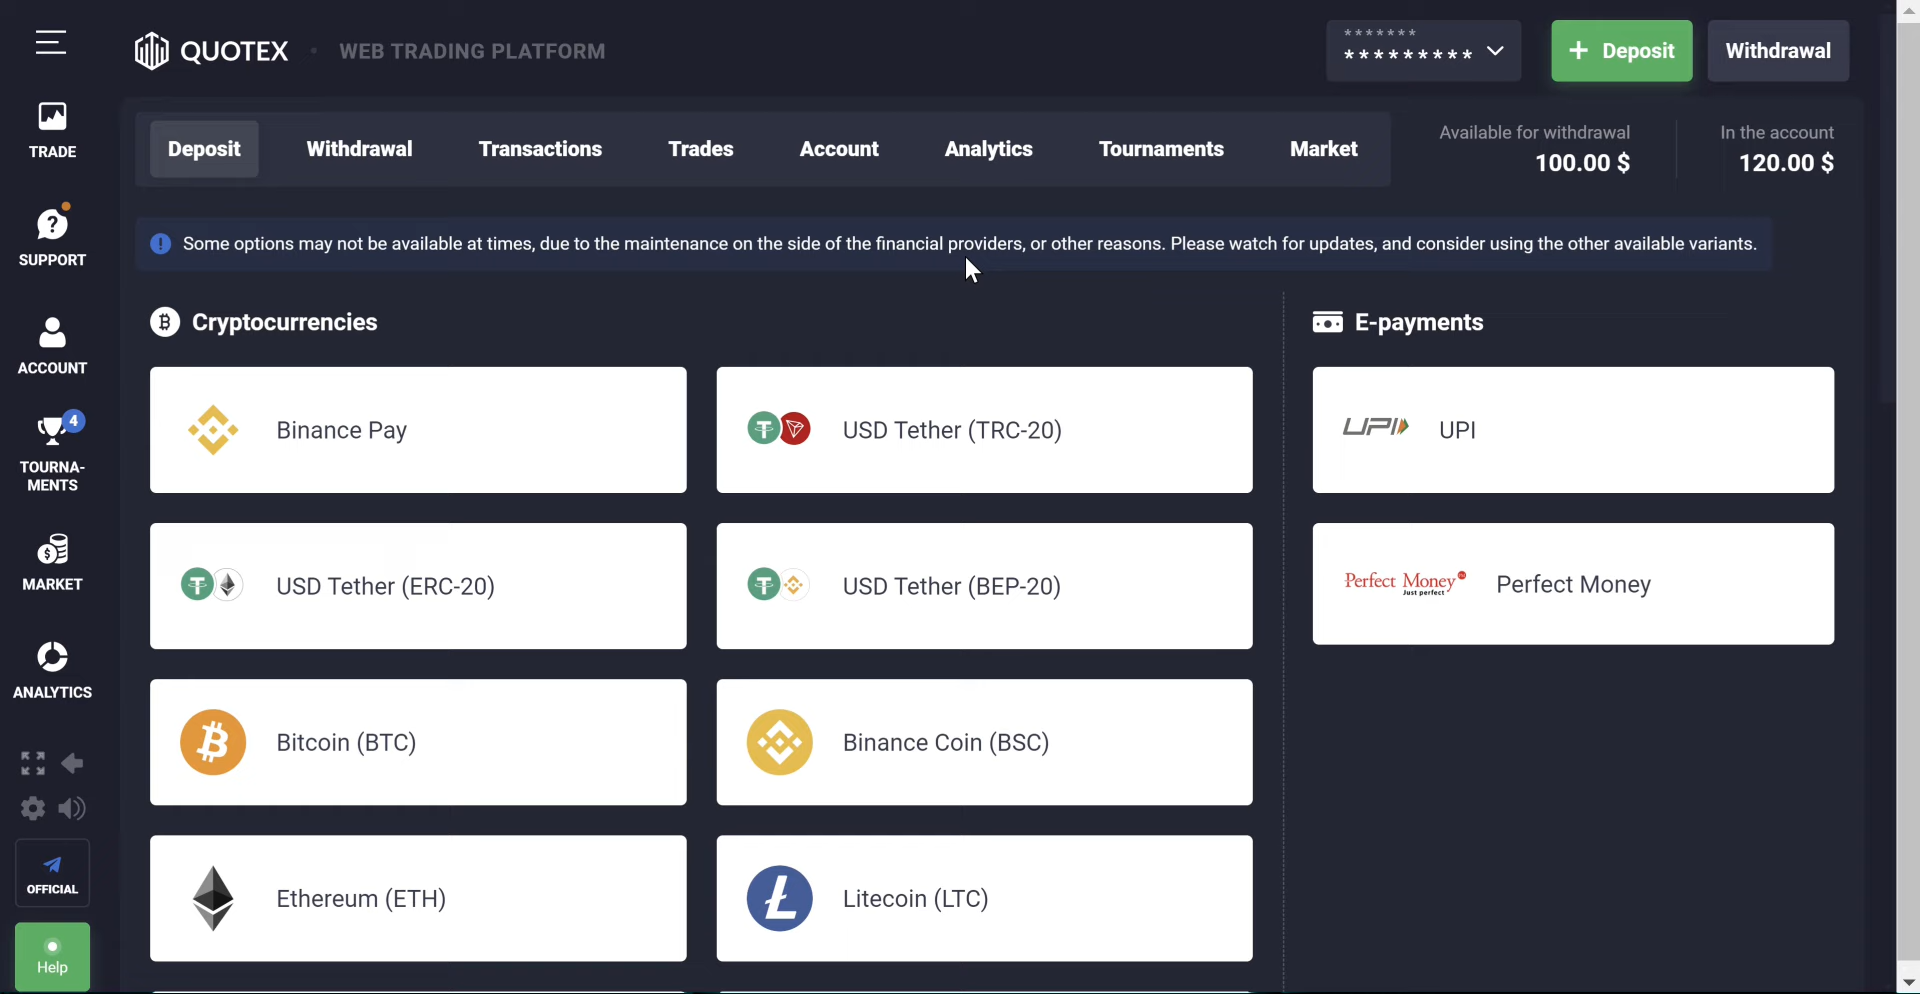 QUOTEX • WEB TRADING PLATFORM
*******
*********
+ Deposit
Withdrawal
TRADE
SUPPORT
ACCOUNT
4
TOURNA-
MENTS
MARKET
ANALYTICS
OFFICIAL
Help
Deposit Withdrawal Transactions Trades Account Analytics Tournaments Market
Available for withdrawal
100.00 $
In the account
120.00 $
Some options may not be available at times, due to the maintenance on the side of the financial providers, or other reasons. Please watch for updates, and consider using the other available variants.
Cryptocurrencies
Binance Pay
USD Tether (TRC-20)
USD Tether (ERC-20)
USD Tether (BEP-20)
Bitcoin (BTC)
Binance Coin (BSC)
Ethereum (ETH)
Litecoin (LTC)
E-payments
UPI UPI
Perfect Money
Just perfect
Perfect Money